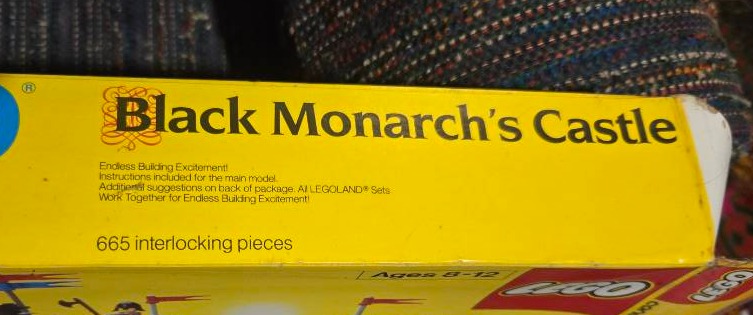 ®
Black Monarch's Castle
Endless Building Excitement!
Instructions included for the main model.
Additional suggestions on back of package. All LEGOLAND® Sets
Work Together for Endless Building Excitement!
665 interlocking pieces
Ages 8-12
LEGO
LEGO